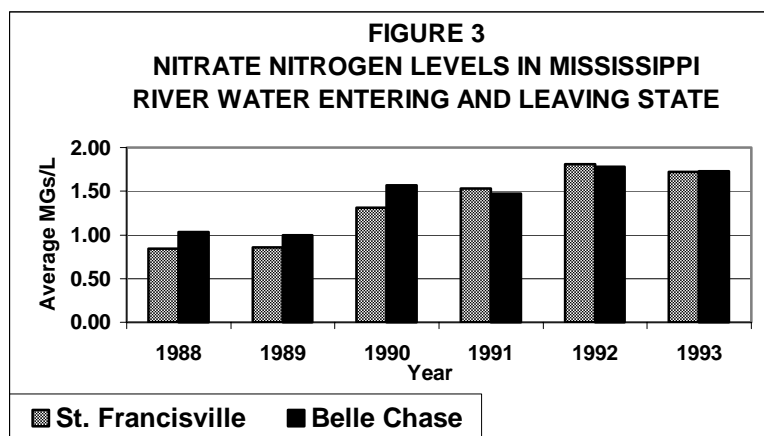 FIGURE 3
NITRATE NITROGEN LEVELS IN MISSISSIPPI
RIVER WATER ENTERING AND LEAVING STATE
Average MGs/L
2.00
1.50
1.00
0.50
0.00
1988 1989 1990 1991 1992 1993
Year
St. Francisville Belle Chase